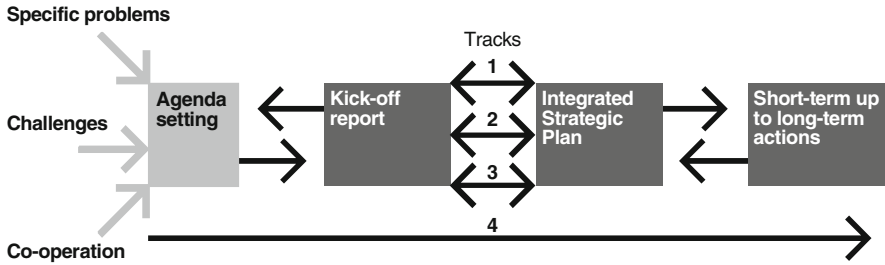 Specific problems
Challenges
Co-operation
Agenda
setting
Kick-off
report
Tracks
1
2
3
4
Integrated
Strategic
Plan
Short-term up
to long-term
actions